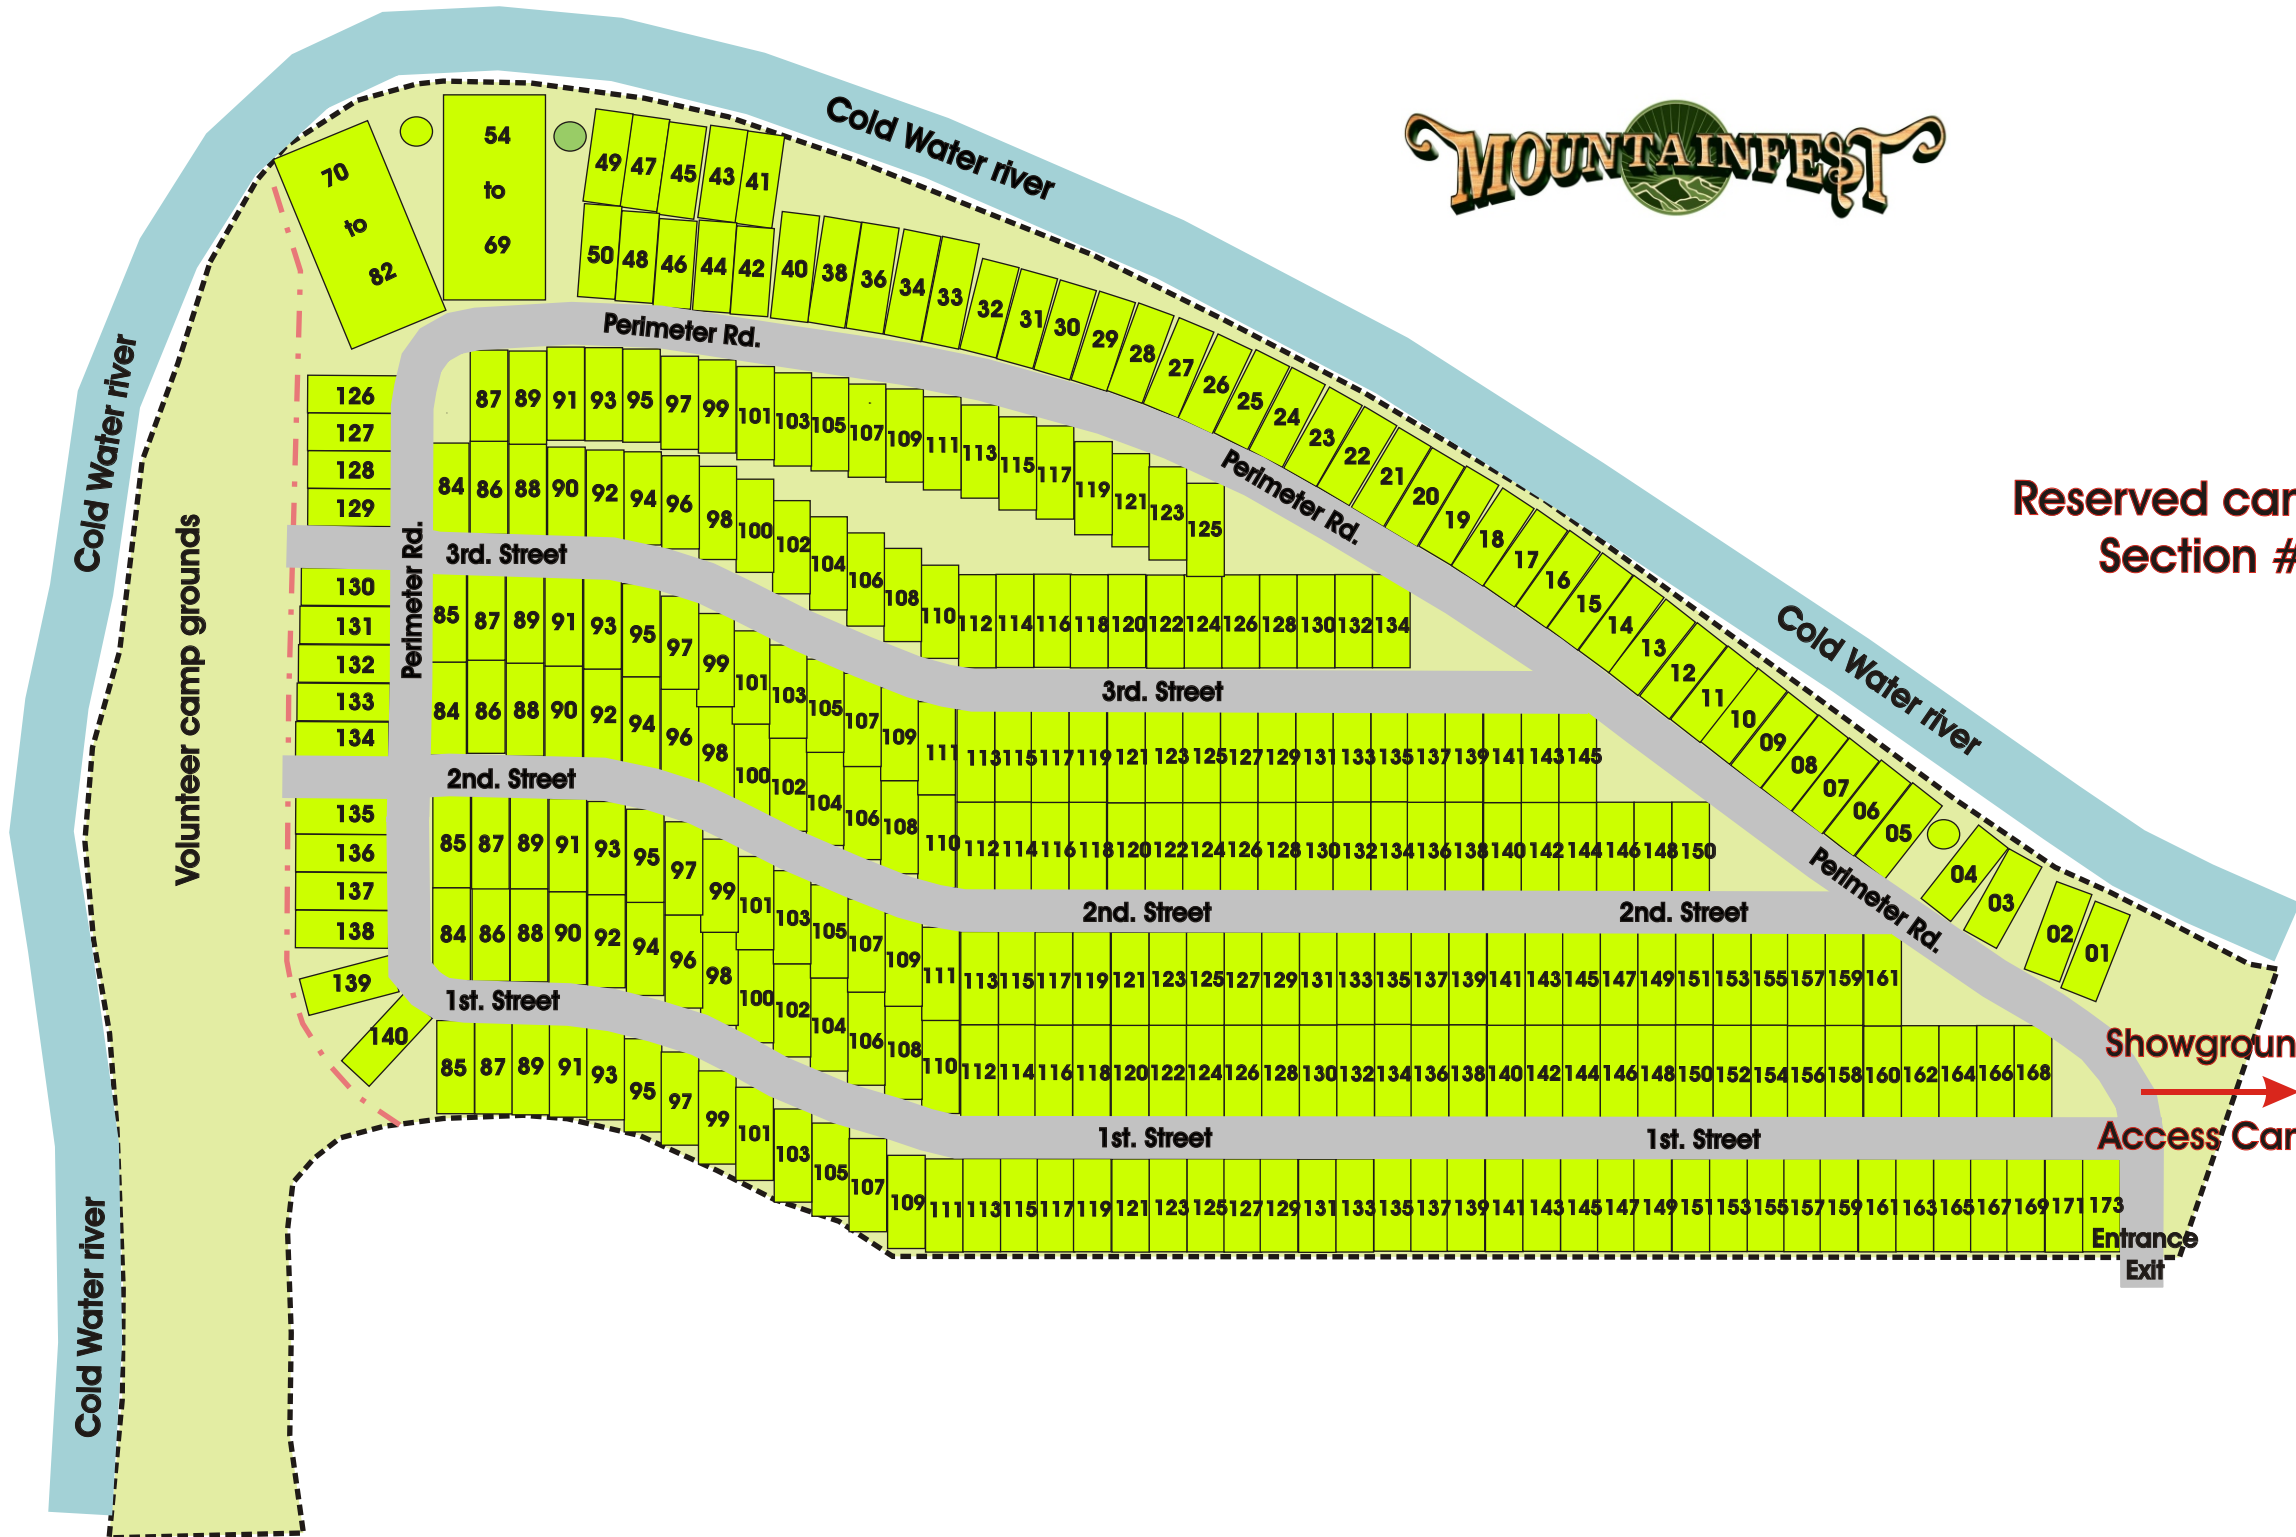 Cold Water river
MOUNTAINFEST
54
to
69
70
to
82
49 47 45 43 41
50 48 46 44 42 40 38 36 34 33 32 31 30 29 28 27 26 25 24 23 22 21 20 19 18 17 16 15 14 13 12 11 10 09 08 07 06 05 04 03 02 01
Perimeter Rd.
Cold Water river
Reserved car
Section #
126
127
128
129
87 89 91 93 95 97 99 101 103 105 107 109 111 113 115 117 119 121 123 125
Perimeter Rd.
84 86 88 90 92 94 96 98 100 102 104 106 108 110 112 114 116 118 120 122 124 126 128 130 132 134
3rd. Street
Perimeter Rd.
Volunteer camp grounds
Cold Water river
130
131
132
133
134
85 87 89 91 93 95 97 99 101 103 105 107 109 111 113 115 117 119 121 123 125 127 129 131 133 135 137 139 141 143 145
3rd. Street
84 86 88 90 92 94 96 98 100 102 104 106 108 110 112 114 116 118 120 122 124 126 128 130 132 134 136 138 140 142 144 146 148 150
2nd. Street
2nd. Street
2nd. Street
Perimeter Rd.
135
136
137
138
139
140
85 87 89 91 93 95 97 99 101 103 105 107 109 111 113 115 117 119 121 123 125 127 129 131 133 135 137 139 141 143 145 147 149 151 153 155 157 159 161
84 86 88 90 92 94 96 98 100 102 104 106 108 110 112 114 116 118 120 122 124 126 128 130 132 134 136 138 140 142 144 146 148 150 152 154 156 158 160 162 164 166 168
Showgroun
Access Car
1st. Street
1st. Street
1st. Street
85 87 89 91 93 95 97 99 101 103 105 107 109 111 113 115 117 119 121 123 125 127 129 131 133 135 137 139 141 143 145 147 149 151 153 155 157 159 161 163 165 167 169 171 173
Entrance
Exit
Cold Water river